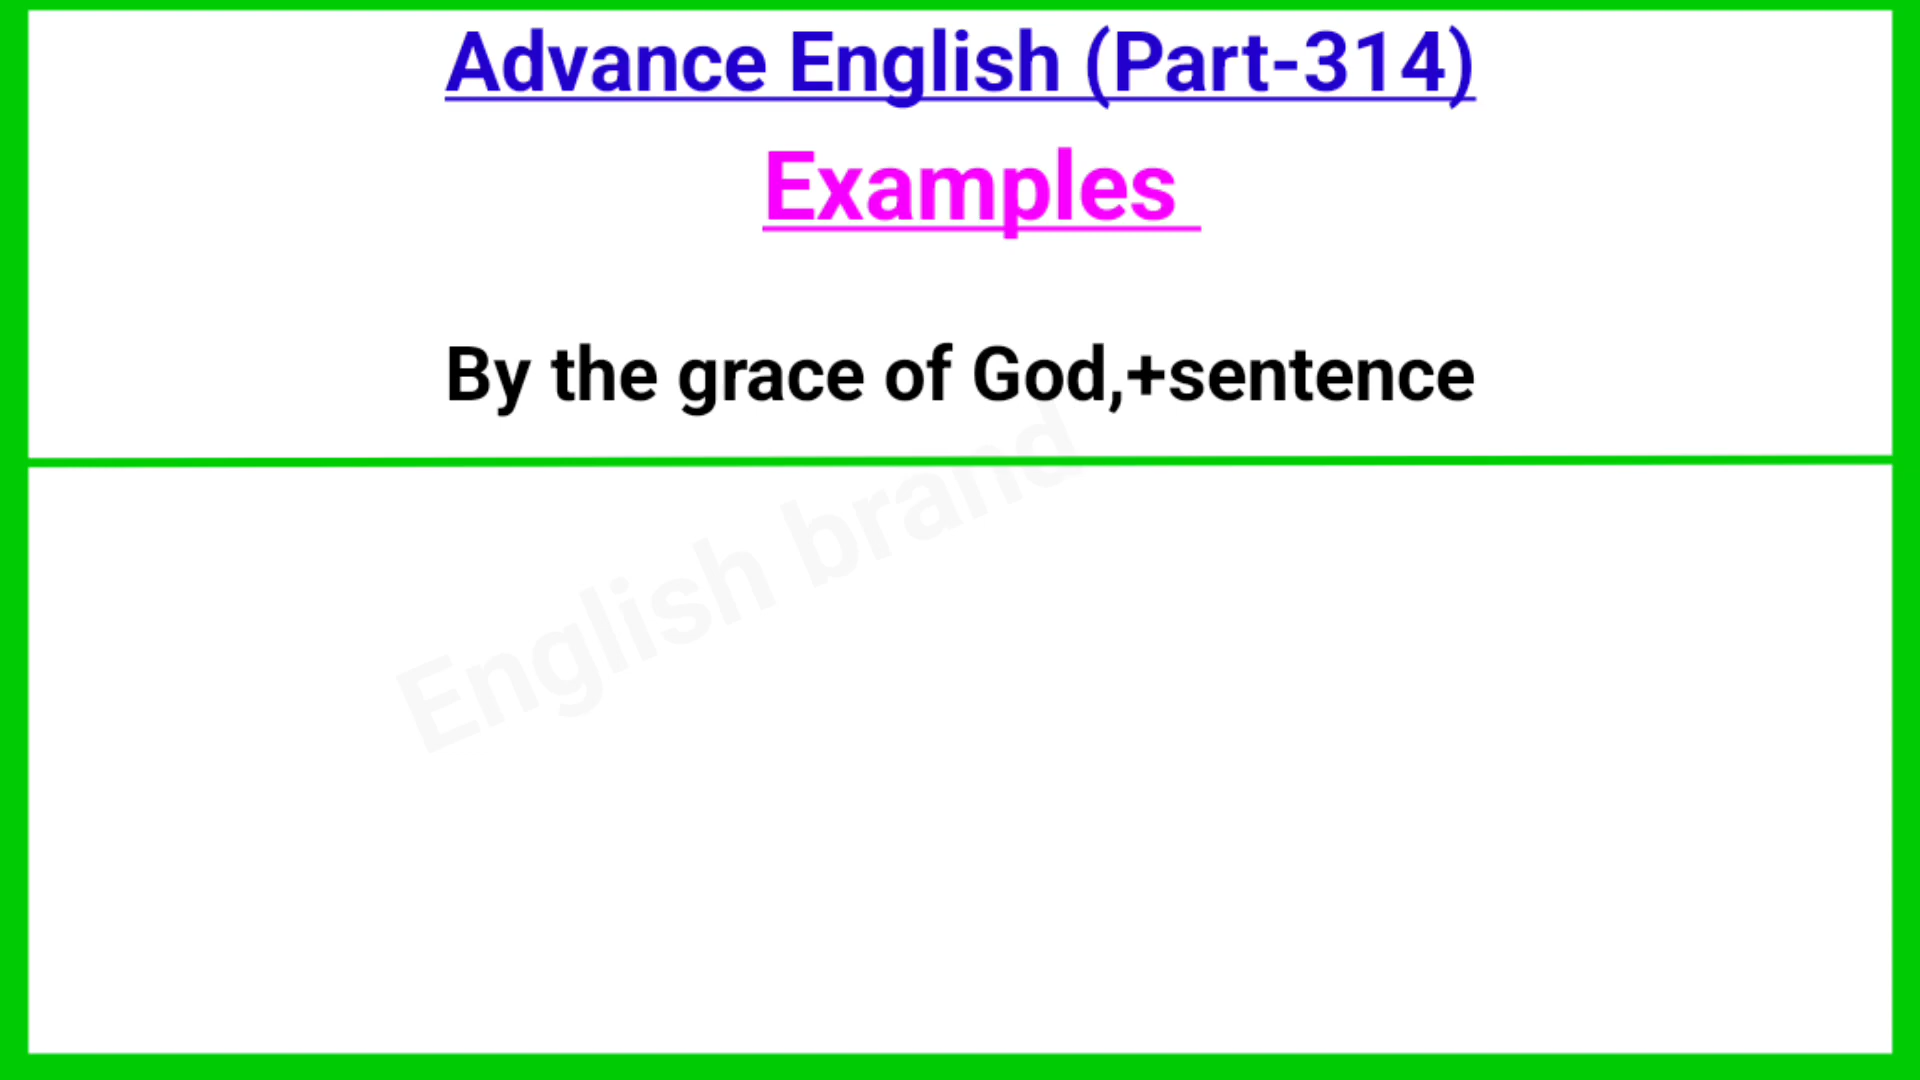 Advance English (Part-314)
Examples
By the grace of God,+sentence
English brand